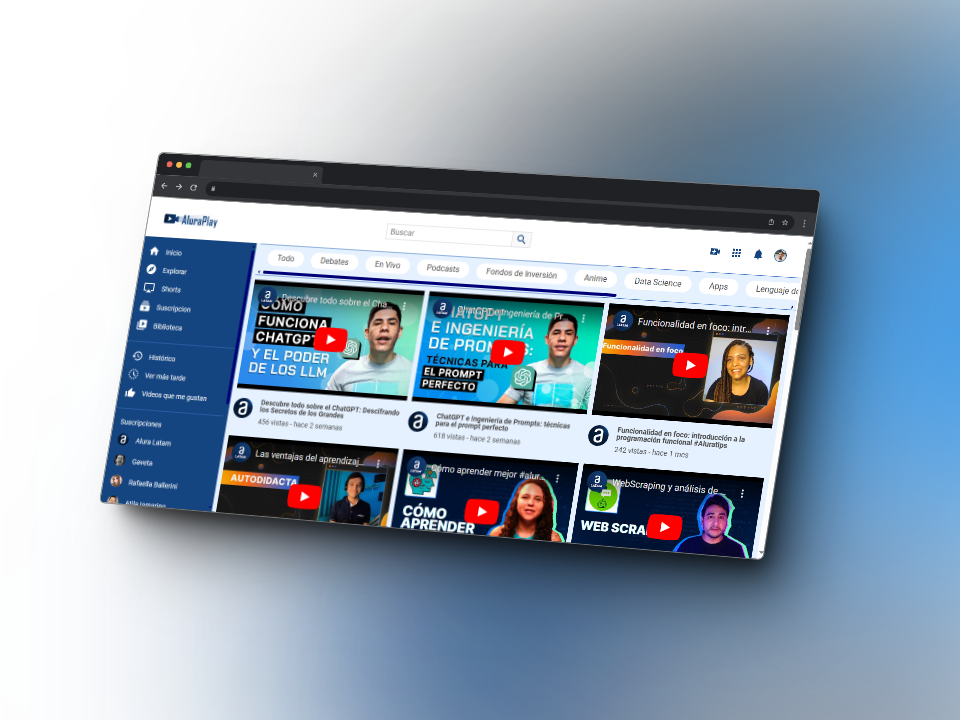 AluraPlay
Buscar
Inicio
Explorar
Shorts
Suscripcion
Biblioteca
Histórico
Ver más tarde
Videos que me gustan
Suscripciones
Alura Latam
Gaveta
Rafaella Ballerini
Todo
Debates
En Vivo
Podcasts
Fondos de Inversión
Anime
Data Science
Apps
Lenguaje de
Descubre todo sobre el Cha
CÓMO
FUNCIONA
CHATGPT
Y EL PODER
DE LOS LLM
Descubre todo sobre el ChatGPT: Descifrando
los Secretos de los Grandes
456 vistas - hace 2 semanas
ChatGPT e Ingeniería de Pr
E INGENIERÍA
DE PROMPTS:
TÉCNICAS PARA
EL PROMPT
PERFECTO
ChatGPT e Ingeniería de Prompts: técnicas
para el prompt perfecto
618 vistas - hace 2 semanas
Funcionalidad en foco: intr...
Funcionalidad en foco
Funcionalidad en foco: introducción a la
programación funcional #Aluratips
242 vistas - hace 1 mes
Las ventajas del aprendizaj...
AUTODIDACTA
Cómo aprender mejor #alur...
CÓMO
APRENDER
WebScraping y análisis de...
WEB SCRA